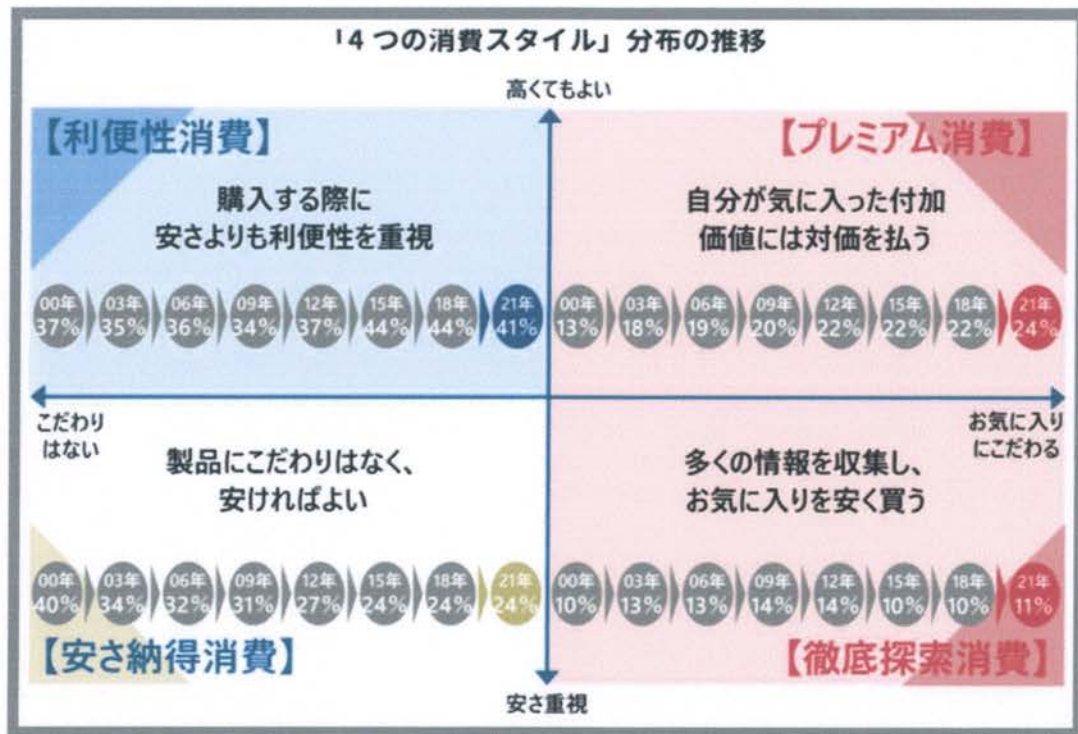 「4つの消費スタイル」分布の推移
高くてもよい
【利便性消費】
購入する際に
安さよりも利便性を重視
00年 03年 06年 09年 12年 15年 18年 21年
37% 35% 36% 34% 37% 44% 44% 41%
【プレミアム消費】
自分が気に入った付加
価値には対価を払う
00年 03年 06年 09年 12年 15年 18年 21年
13% 18% 19% 20% 22% 22% 22% 24%
こだわり
はない
お気に入り
にこだわる
製品にこだわりはなく、
安ければよい
00年 03年 06年 09年 12年 15年 18年 21年
40% 34% 32% 31% 27% 24% 24% 24%
【安さ納得消費】
多くの情報を収集し、
お気に入りを安く買う
00年 03年 06年 09年 12年 15年 18年 21年
10% 13% 13% 14% 14% 10% 10% 11%
【徹底探索消費】
安さ重視